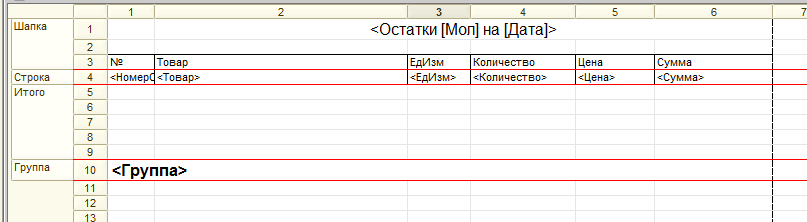 1 2 3 4 5 6 7
Шапка 1 <Остатки [Мол] на [Дата]>
2
3 № Товар ЕдИзм Количество Цена Сумма
Строка 4 <НомерС <Товар> <ЕдИзм> <Количество> <Цена> <Сумма>
Итого 5
6
7
8
9
Группа 10 <Группа>
11
12
13